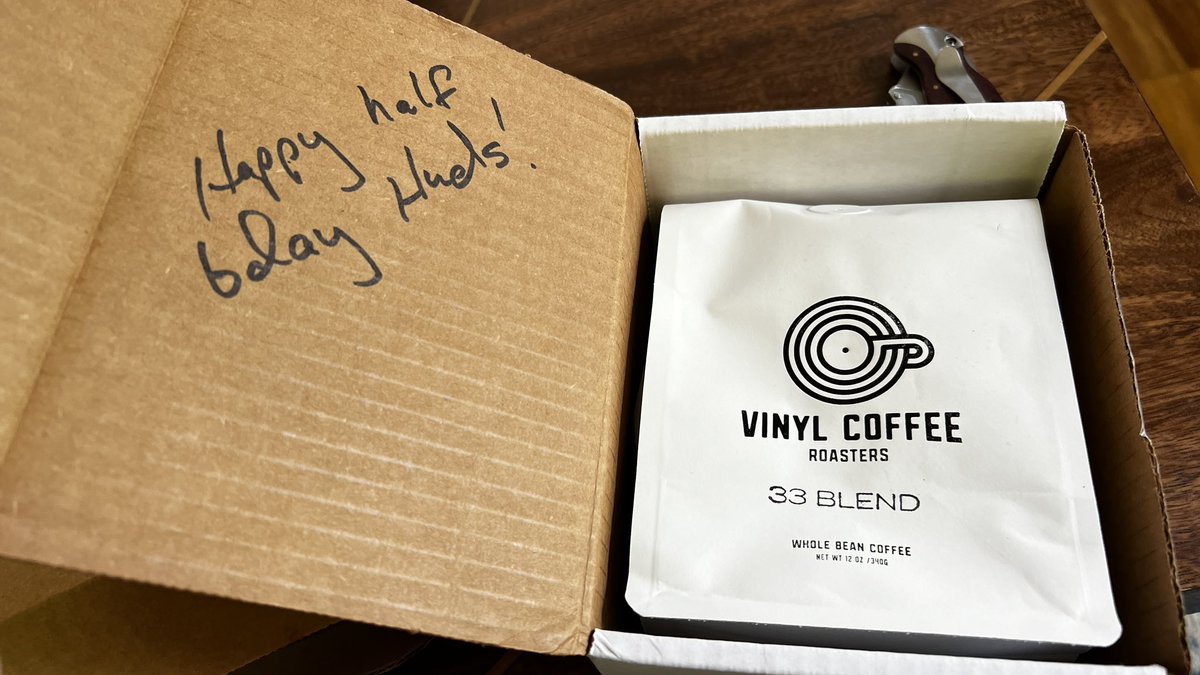 Happy half
bday Huds!
VINYL COFFEE
ROASTERS
33 BLEND
WHOLE BEAN COFFEE
NET WT 12 OZ /340G